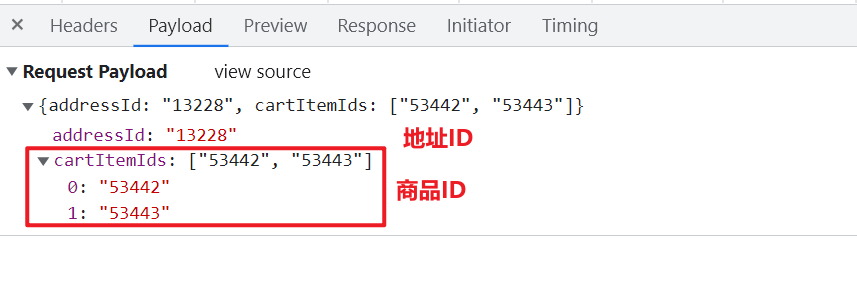 × Headers Payload Preview Response Initiator Timing
▼Request Payload view source
▼{addressId: "13228", cartItemIds: ["53442", "53443"]}
addressId: "13228"
地址ID
▼cartItemIds: ["53442", "53443"]
0: "53442"
商品ID
1: "53443"